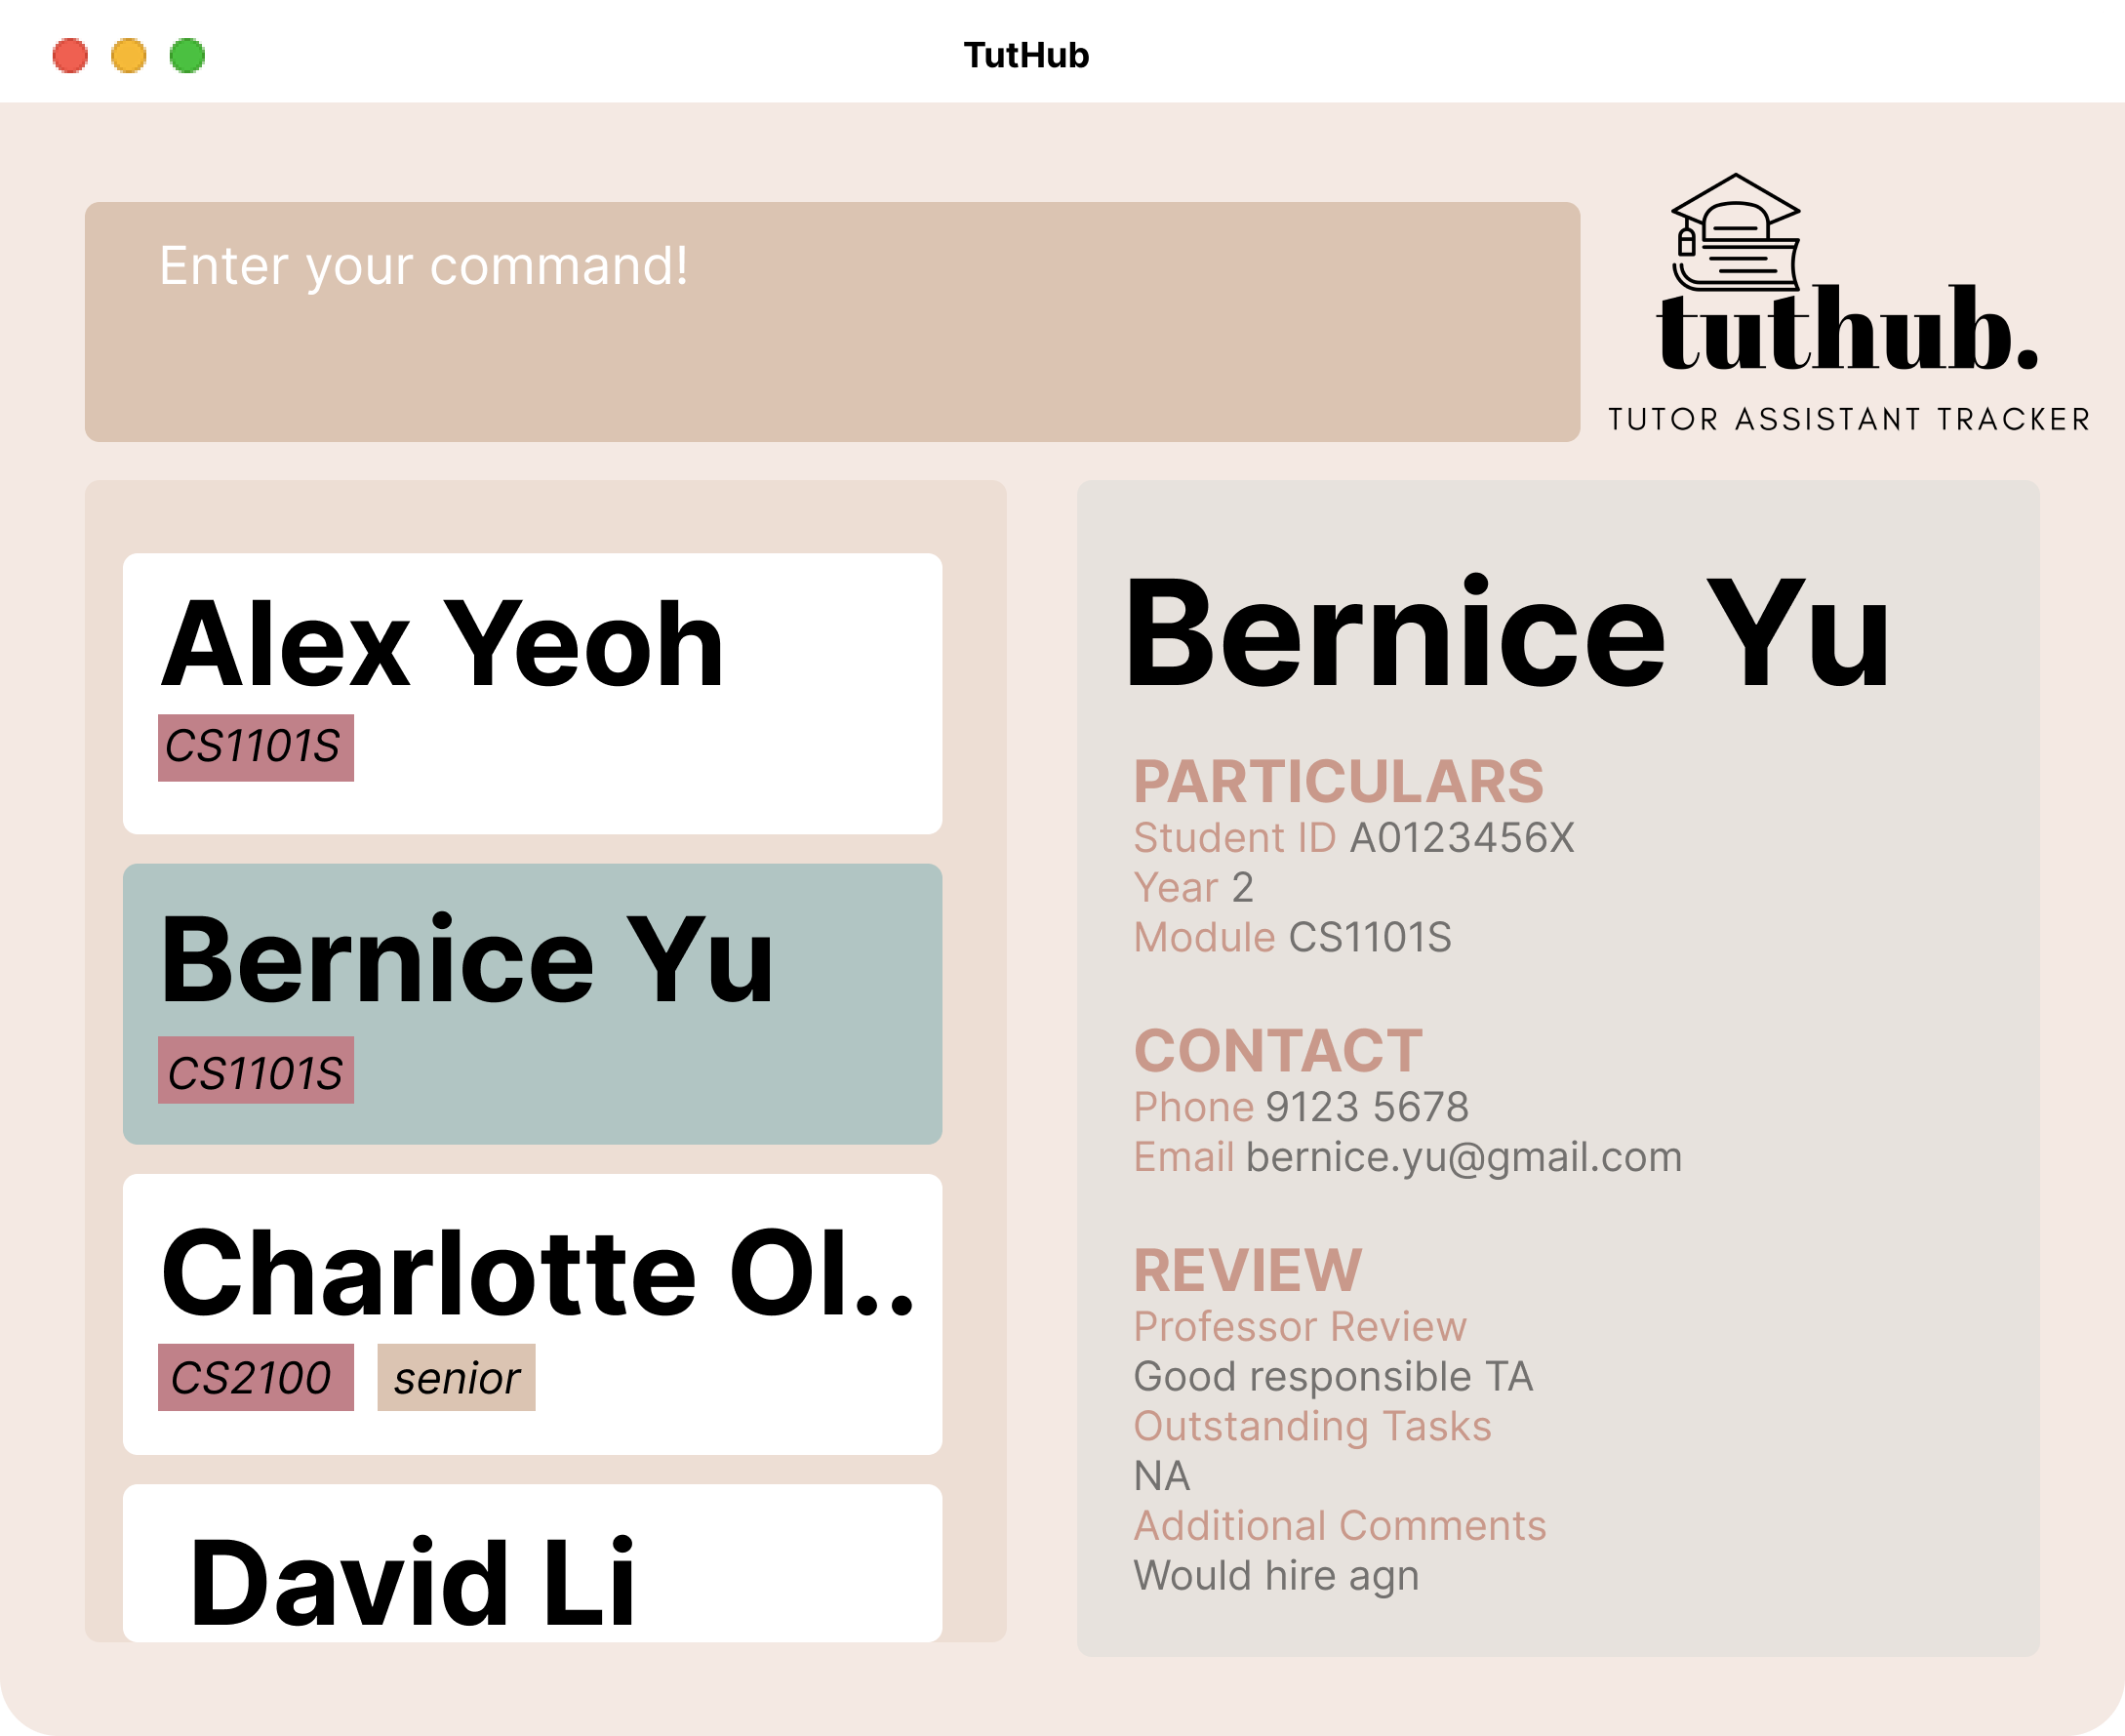 TutHub
Enter your command!
tuthub.
TUTOR ASSISTANT TRACKER
Alex Yeoh
CS1101S
Bernice Yu
CS1101S
Charlotte Ol..
CS2100 senior
David Li
Bernice Yu
PARTICULARS
Student ID A0123456X
Year 2
Module CS1101S
CONTACT
Phone 9123 5678
Email bernice.yu@gmail.com
REVIEW
Professor Review
Good responsible TA
Outstanding Tasks
NA
Additional Comments
Would hire agn